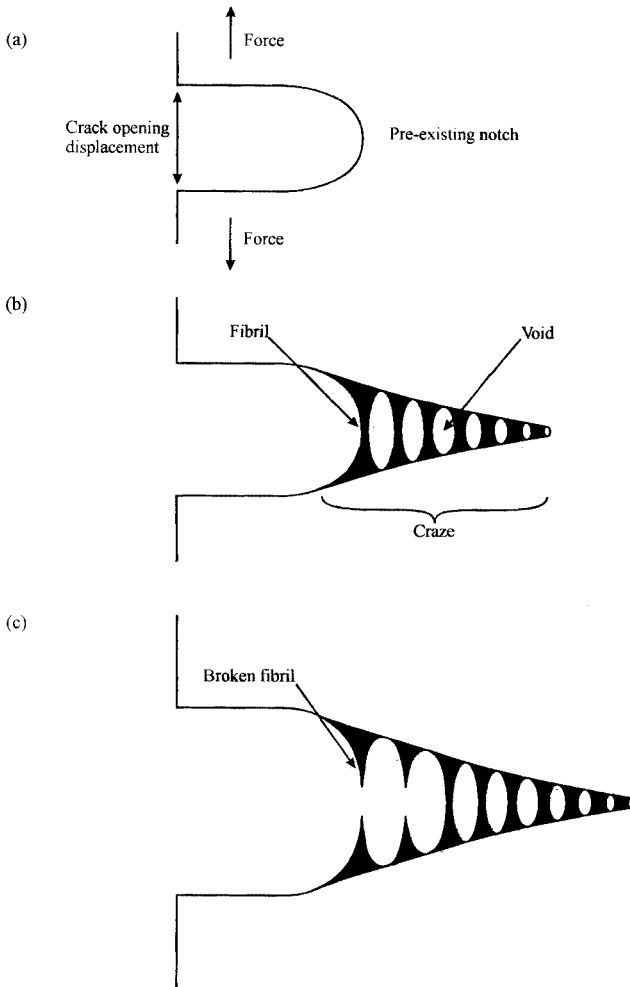 (a)
Force
Crack opening
displacement
Pre-existing notch
Force
(b)
Fibril
Void
Craze
(c)
Broken fibril